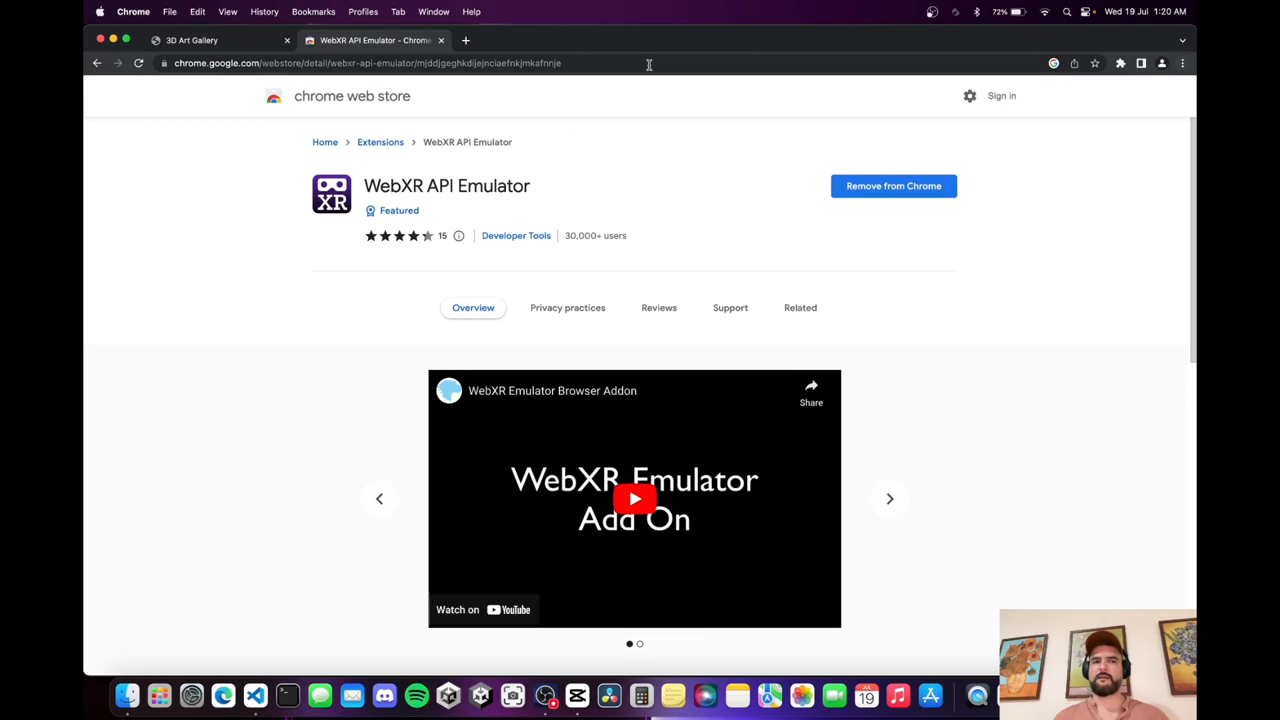 Chrome File Edit View History Bookmarks Profiles Tab Window Help 72% Wed 19 Jul 1:20 AM
3D Art Gallery WebXR API Emulator - Chrome
chrome.google.com/webstore/detail/webxr-api-emulator/mjddjgeghkdijejnciaefnkjmkafnnje
chrome web store Sign in
Home > Extensions > WebXR API Emulator
XR
WebXR API Emulator Remove from Chrome
Featured
15 Developer Tools 30,000+ users
Overview Privacy practices Reviews Support Related
WebXR Emulator Browser Addon
Share
WebXR Emulator
Add On
Watch on YouTube
19